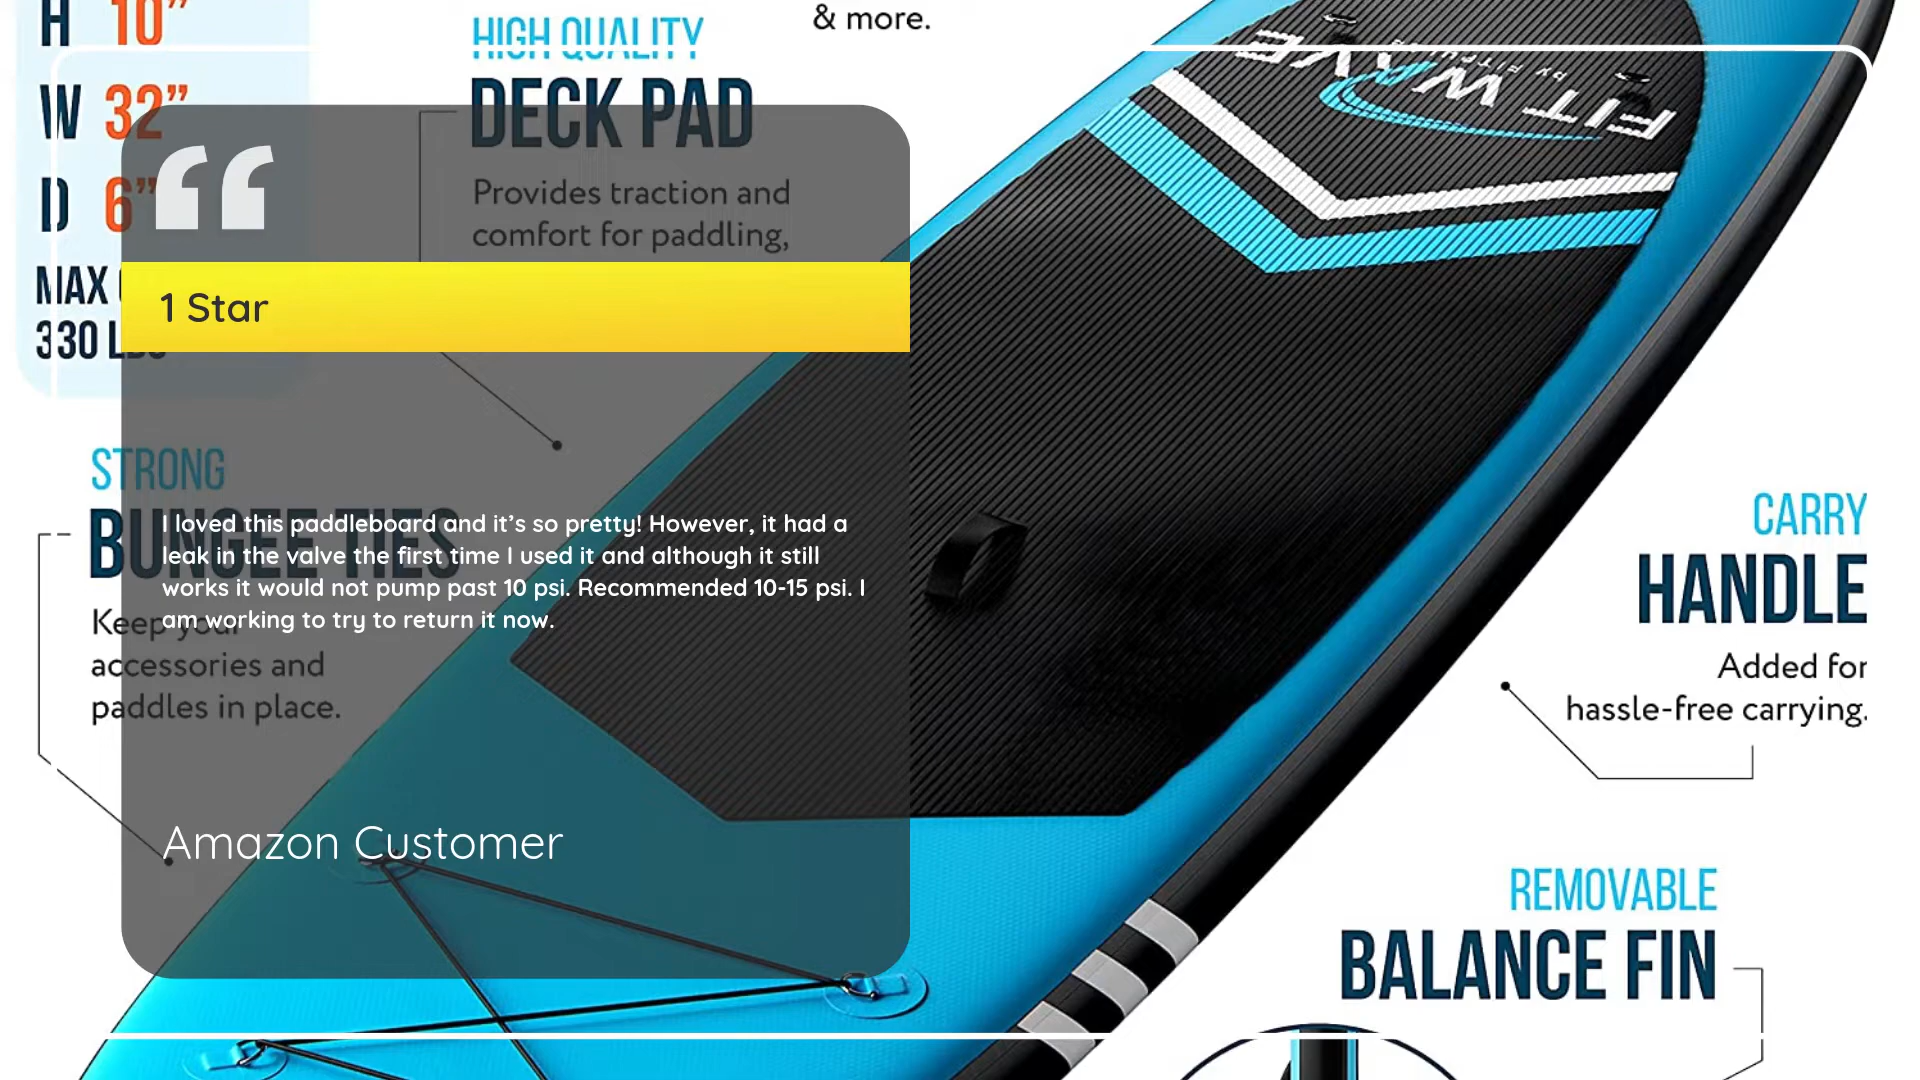 H 10”
W 32”
D 6”
MAX
330 LBS
HIGH QUALITY
DECK PAD
Provides traction and
comfort for paddling,
& more.
FIT WAVE
1 Star
STRONG
BUNGEE TIES
Keep your
accessories and
paddles in place.
I loved this paddleboard and it’s so pretty! However, it had a
leak in the valve the first time I used it and although it still
works it would not pump past 10 psi. Recommended 10-15 psi. I
am working to try to return it now.
Amazon Customer
CARRY
HANDLE
Added for
hassle-free carrying.
REMOVABLE
BALANCE FIN